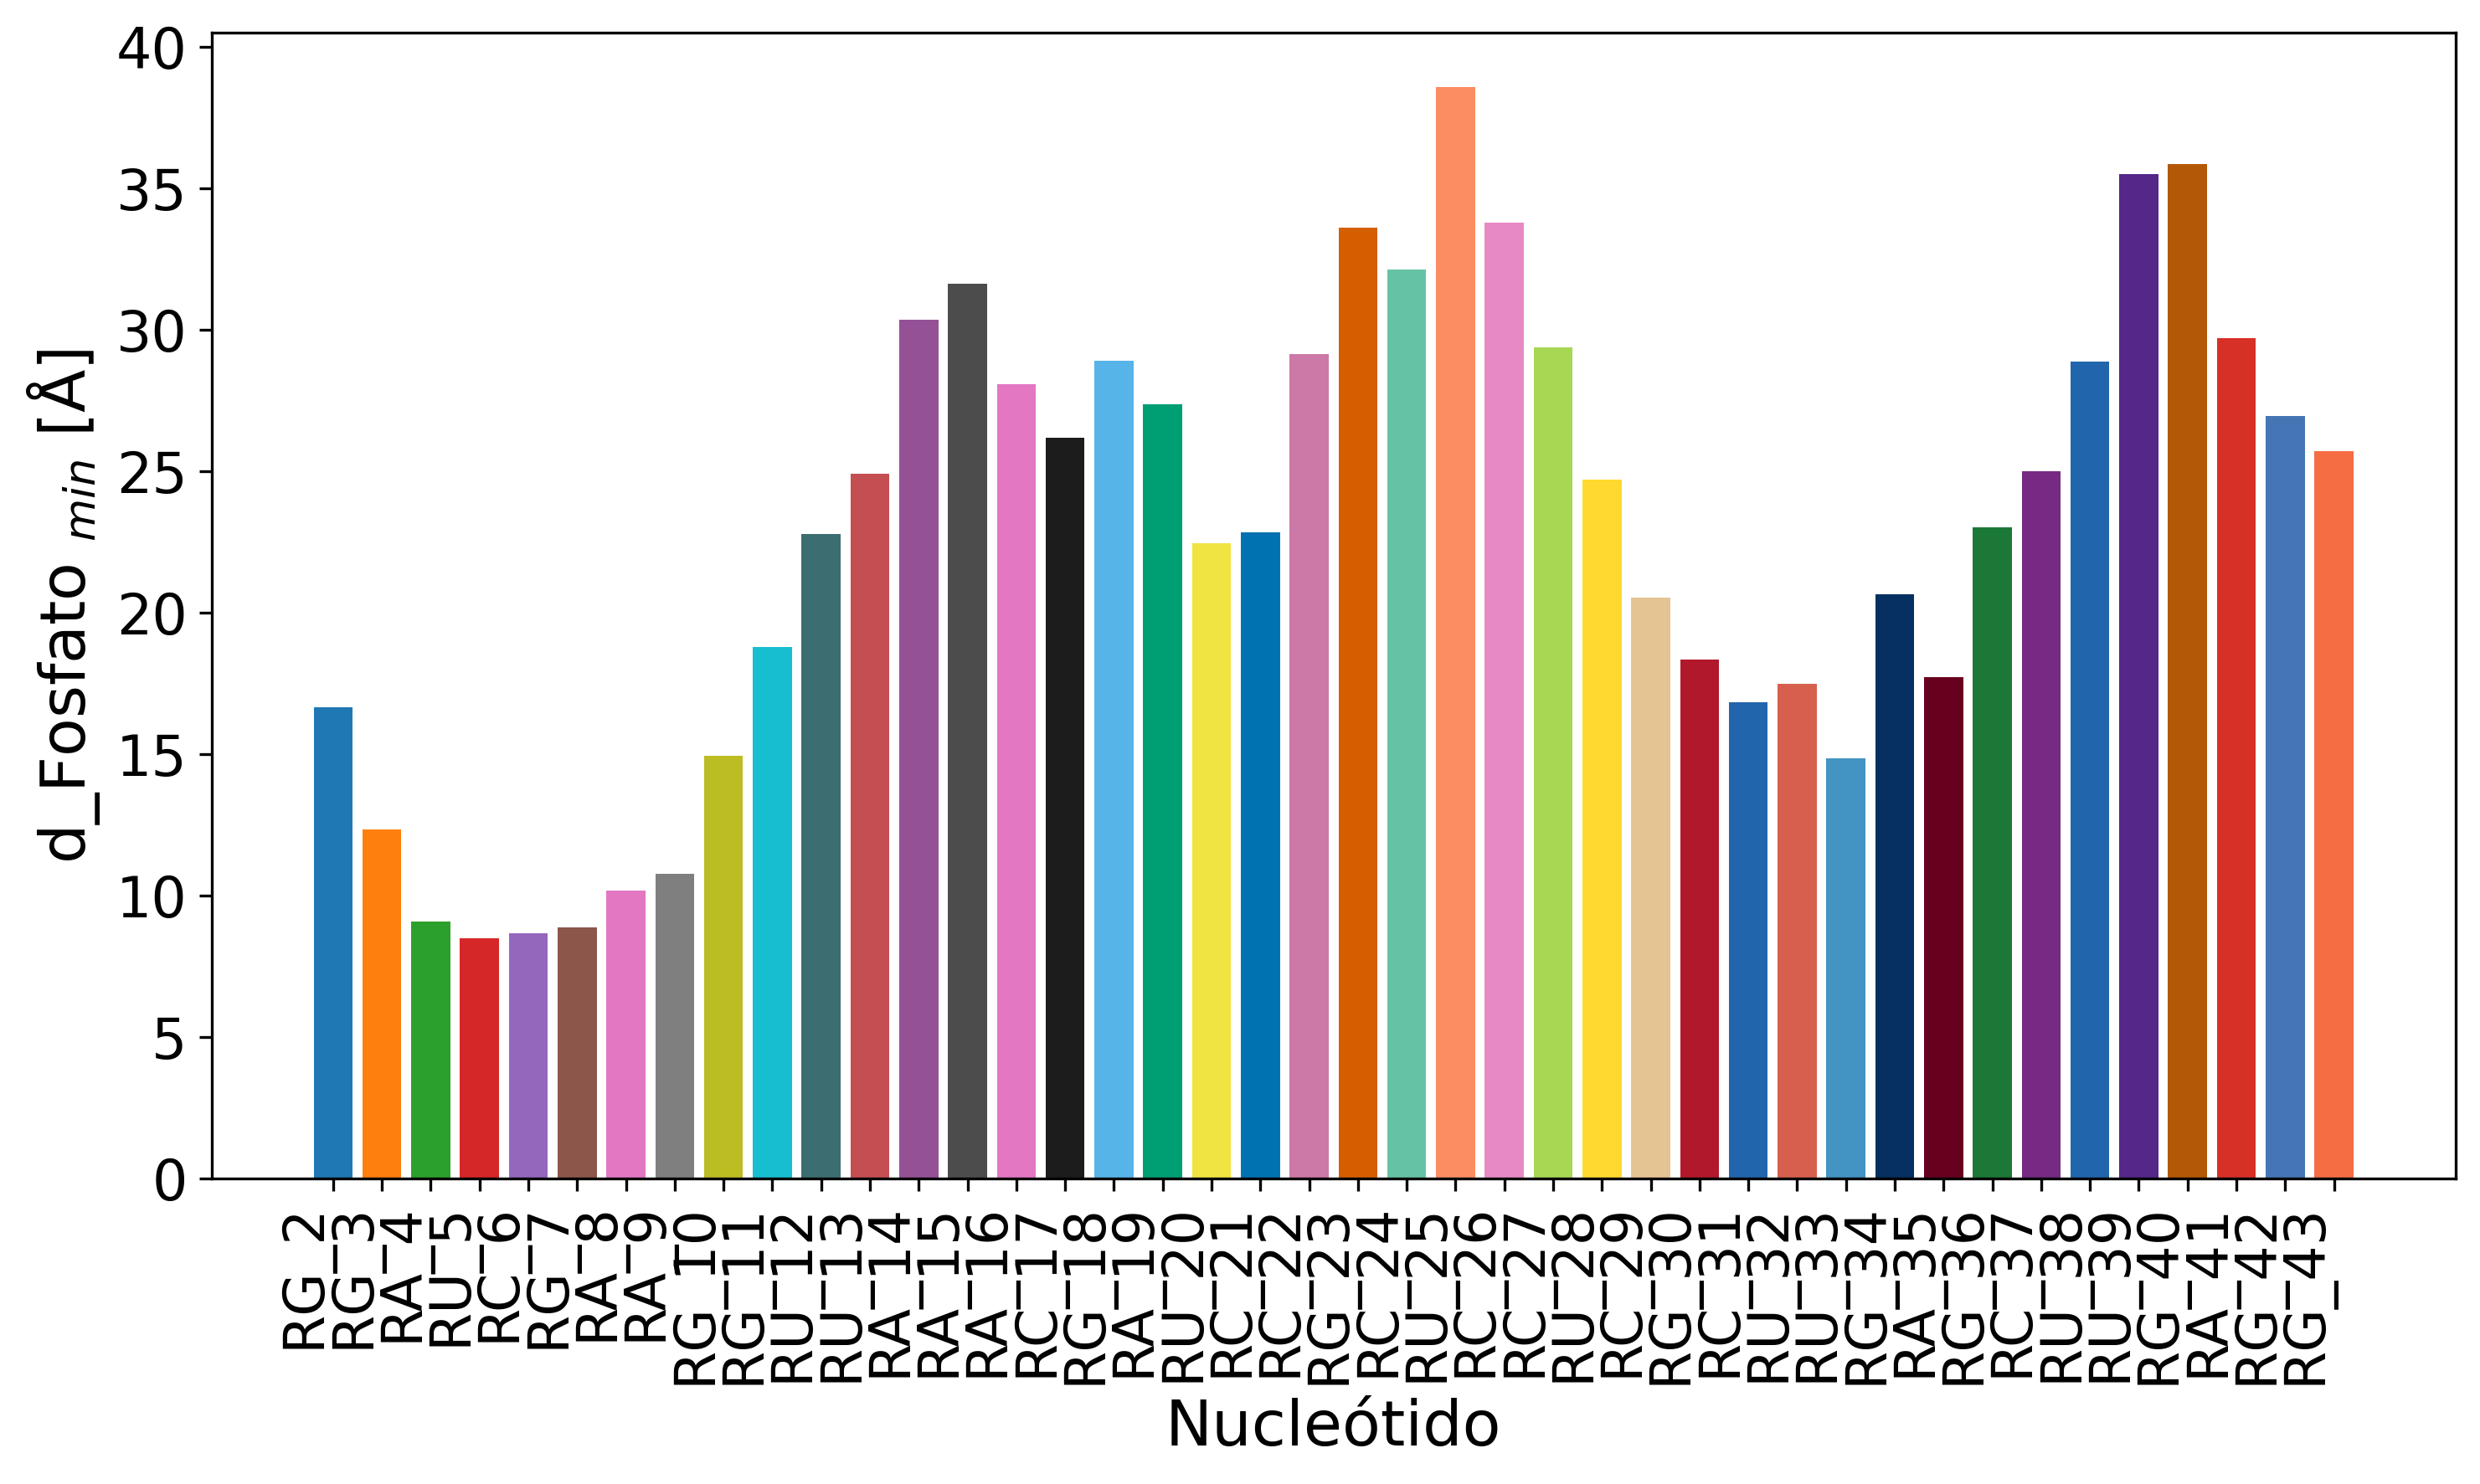 d_Fosfato min [Å]
40
35
30
25
20
15
10
5
0
RG_2
RG_3
RA_4
RU_5
RC_6
RG_7
RA_8
RA_9
RG_10
RG_11
RU_12
RU_13
RA_14
RA_15
RA_16
RC_17
RG_18
RA_19
RU_20
RC_21
RC_22
RG_23
RC_24
RU_25
RC_26
RC_27
RU_28
RC_29
RG_30
RC_31
RU_32
RU_33
RG_34
RA_35
RG_36
RC_37
RU_38
RU_39
RG_40
RA_41
RG_42
RG_43
Nucleótido